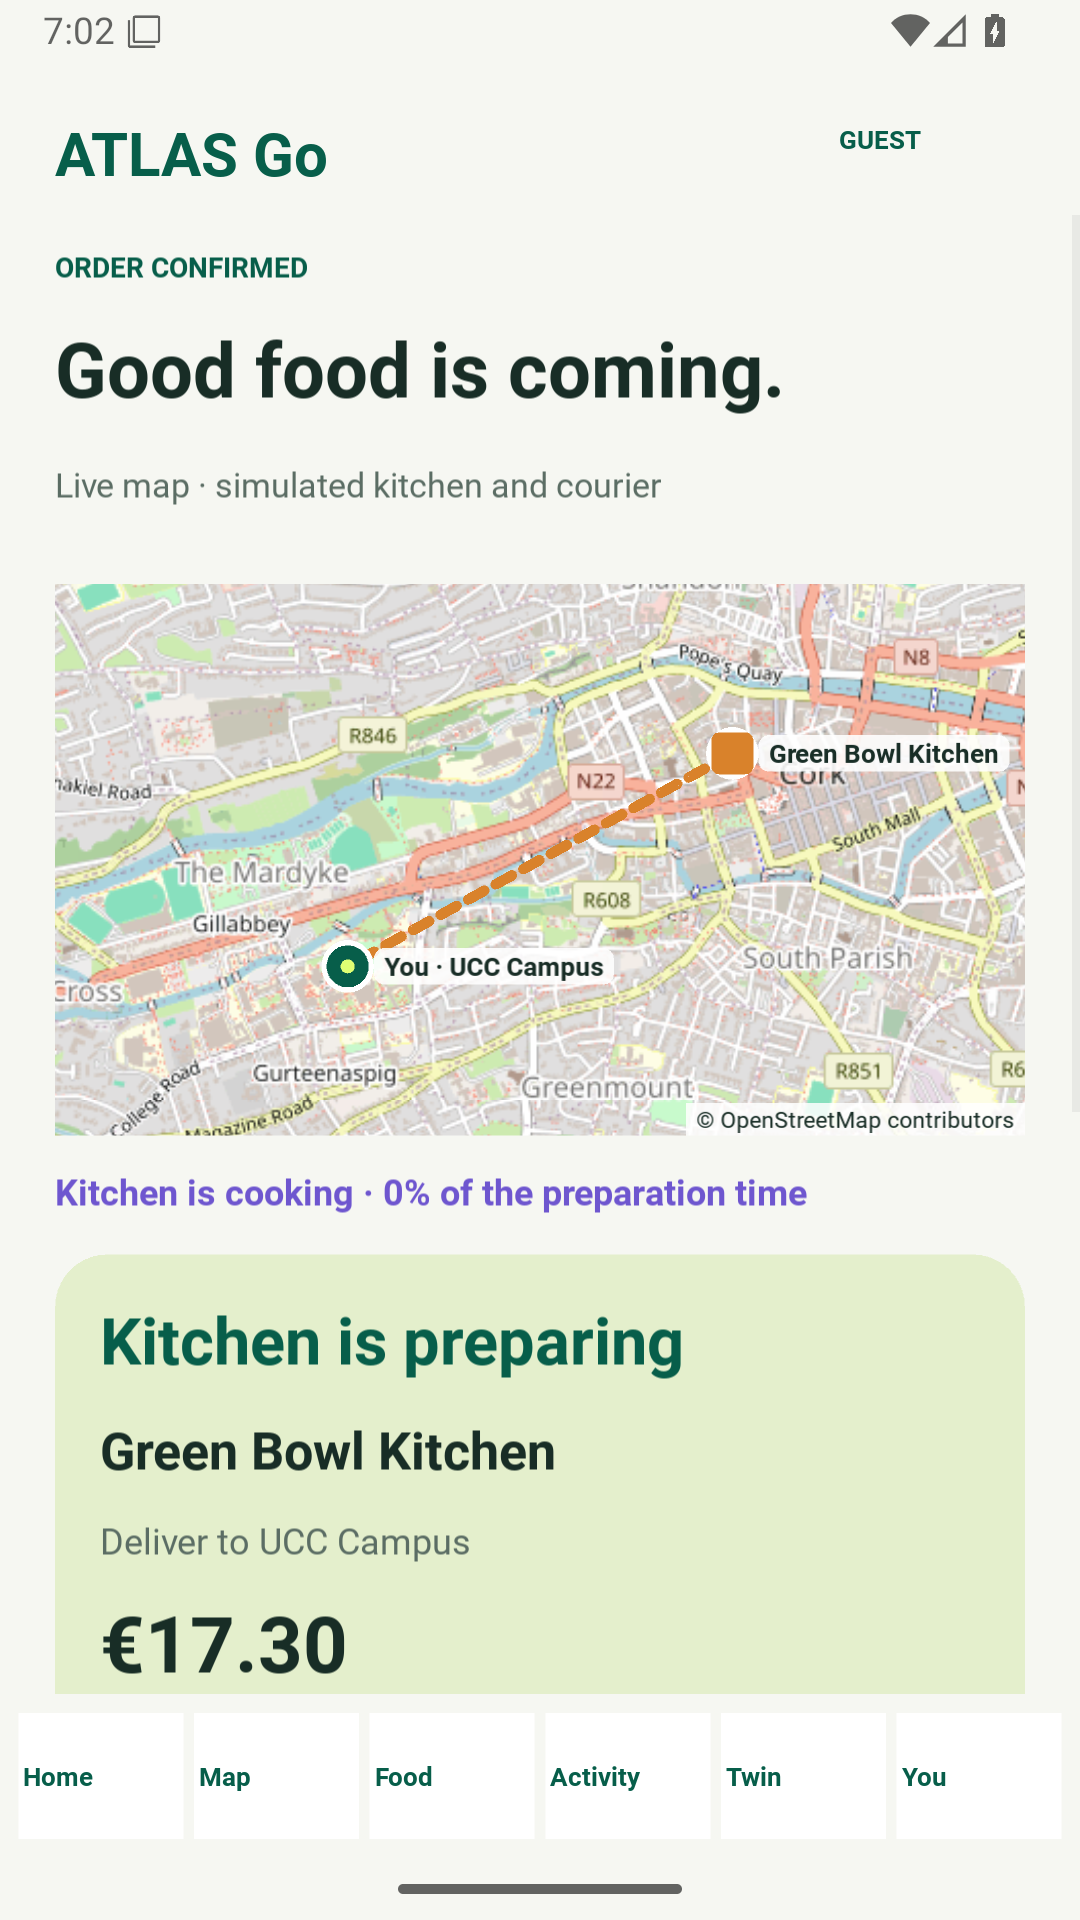 7:02
ATLAS Go
GUEST
ORDER CONFIRMED
Good food is coming.
Live map · simulated kitchen and courier
Pope's Quay
N8
R846
Green Bowl Kitchen
Cork
N22
South Mall
The Mardyke
R608
Gillabbey
You · UCC Campus
South Parish
Cross
Gurteenaspig
R851
Greenmount
College Road
Magazine Road
© OpenStreetMap contributors
Kitchen is cooking · 0% of the preparation time
Kitchen is preparing
Green Bowl Kitchen
Deliver to UCC Campus
€17.30
Home
Map
Food
Activity
Twin
You